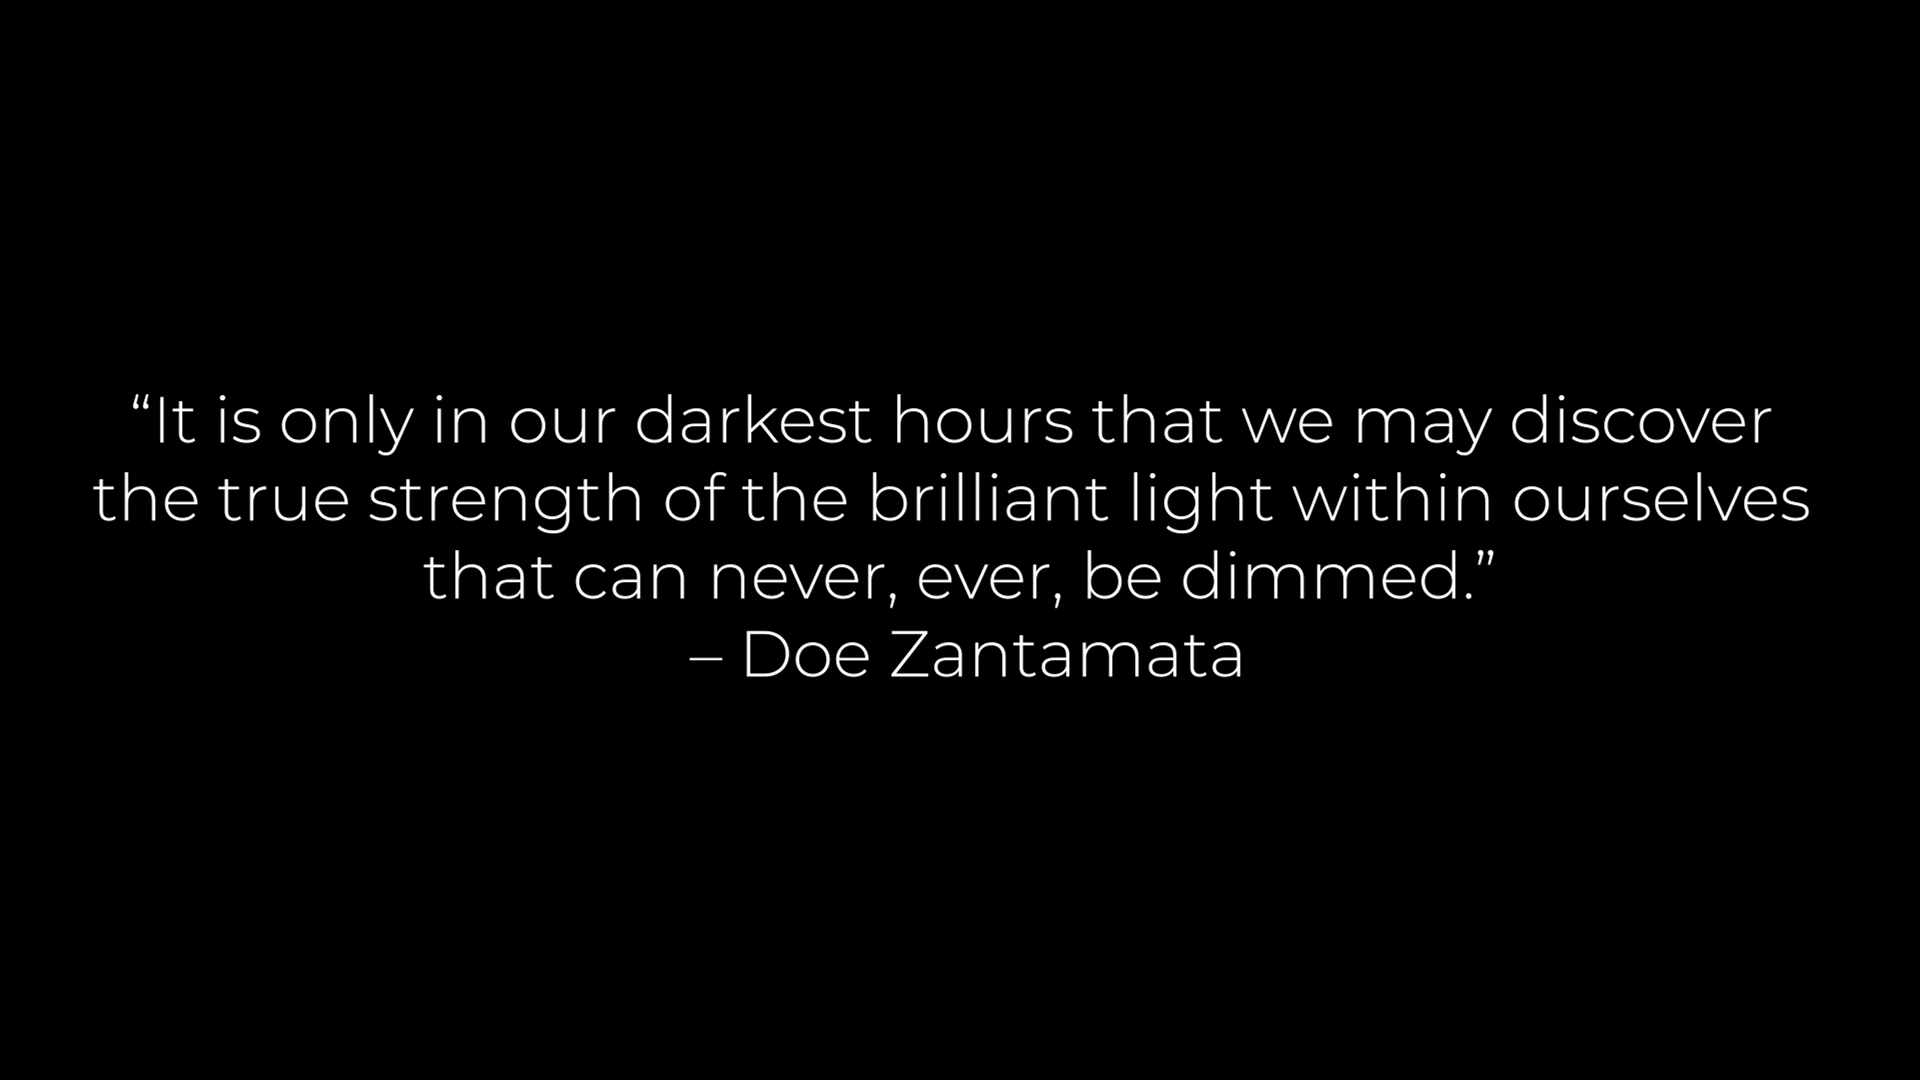 “It is only in our darkest hours that we may discover
the true strength of the brilliant light within ourselves
that can never, ever, be dimmed.”
– Doe Zantamata